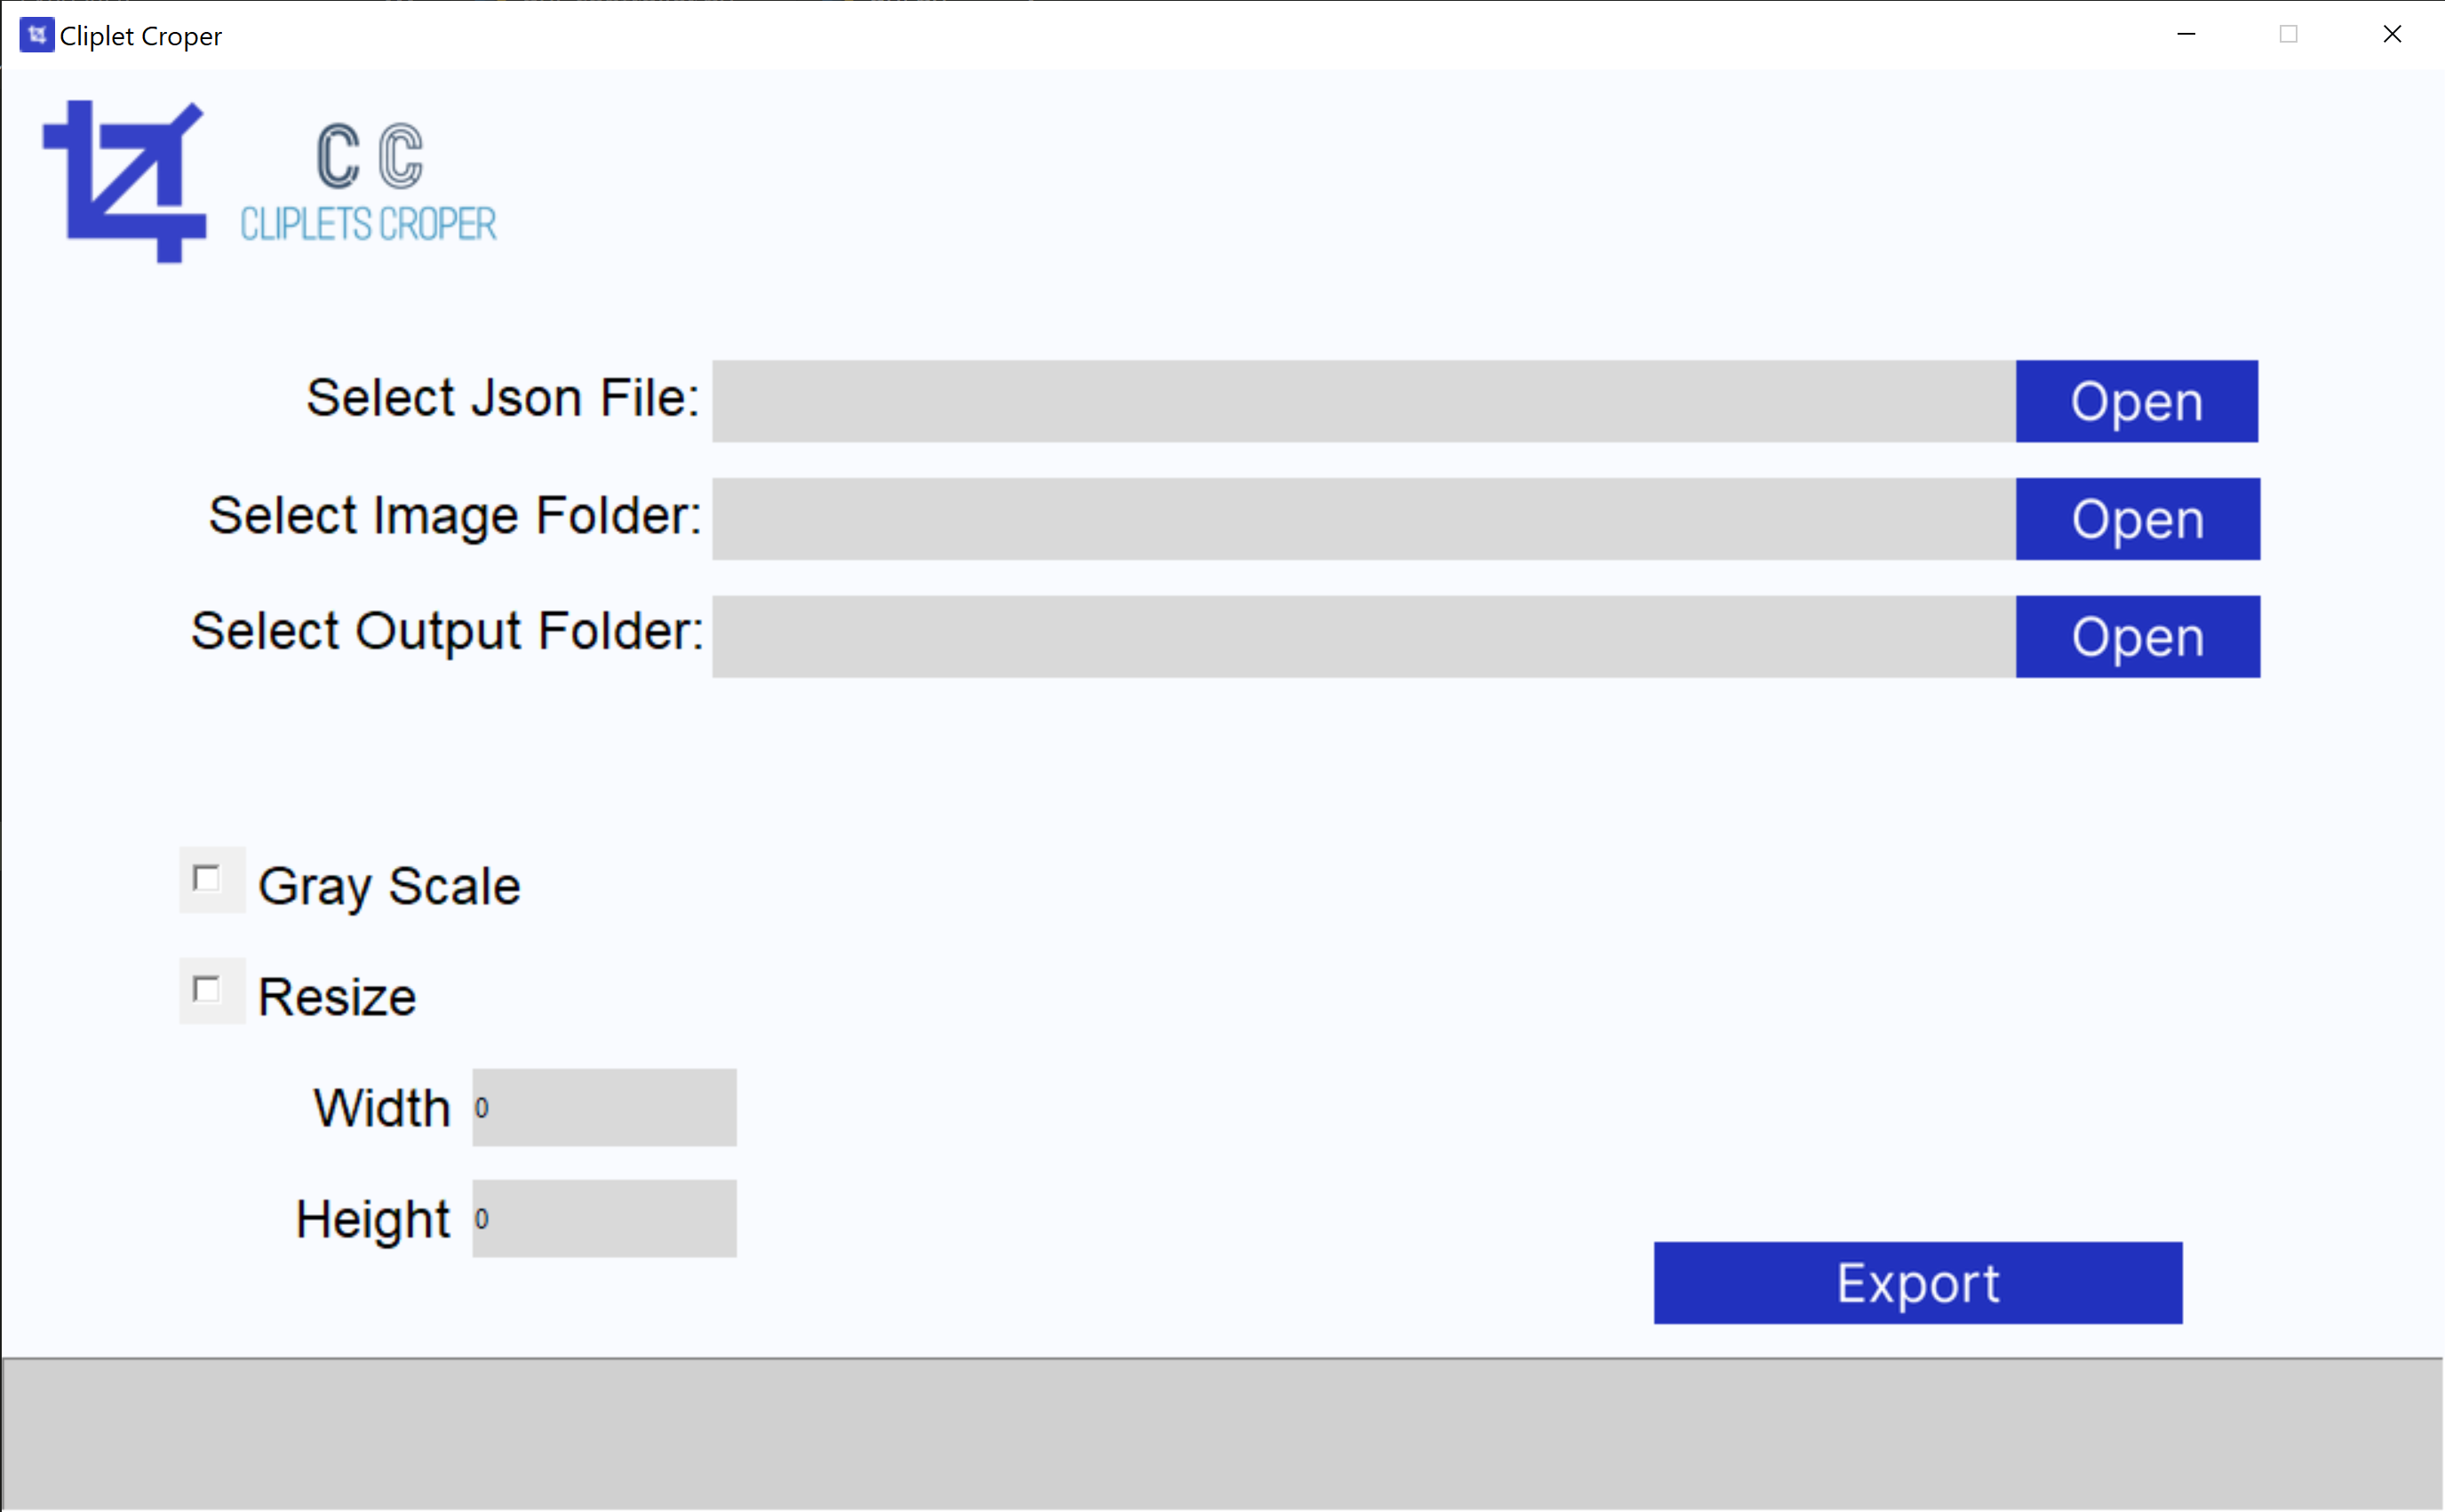 Cliplet Croper
C C
CLIPLETS CROPER
Select Json File: Open
Select Image Folder: Open
Select Output Folder: Open
Gray Scale
Resize
Width 0
Height 0
Export